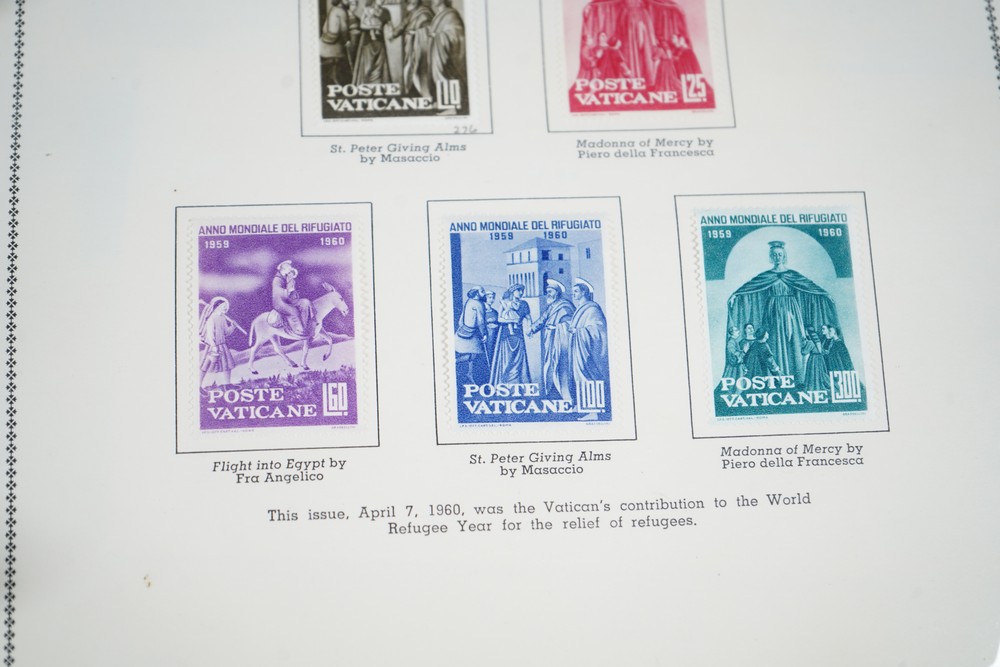 POSTE
VATICANE L10
POSTE
VATICANE L25
276
St. Peter Giving Alms
by Masaccio
Madonna of Mercy by
Piero della Francesca
ANNO MONDIALE DEL RIFUGIATO
1959 1960
POSTE
VATICANE L60
ANNO MONDIALE DEL RIFUGIATO
1959 1960
POSTE
VATICANE L100
ANNO MONDIALE DEL RIFUGIATO
1959 1960
POSTE
VATICANE L300
Flight into Egypt by
Fra Angelico
St. Peter Giving Alms
by Masaccio
Madonna of Mercy by
Piero della Francesca
This issue, April 7, 1960, was the Vatican's contribution to the World
Refugee Year for the relief of refugees.